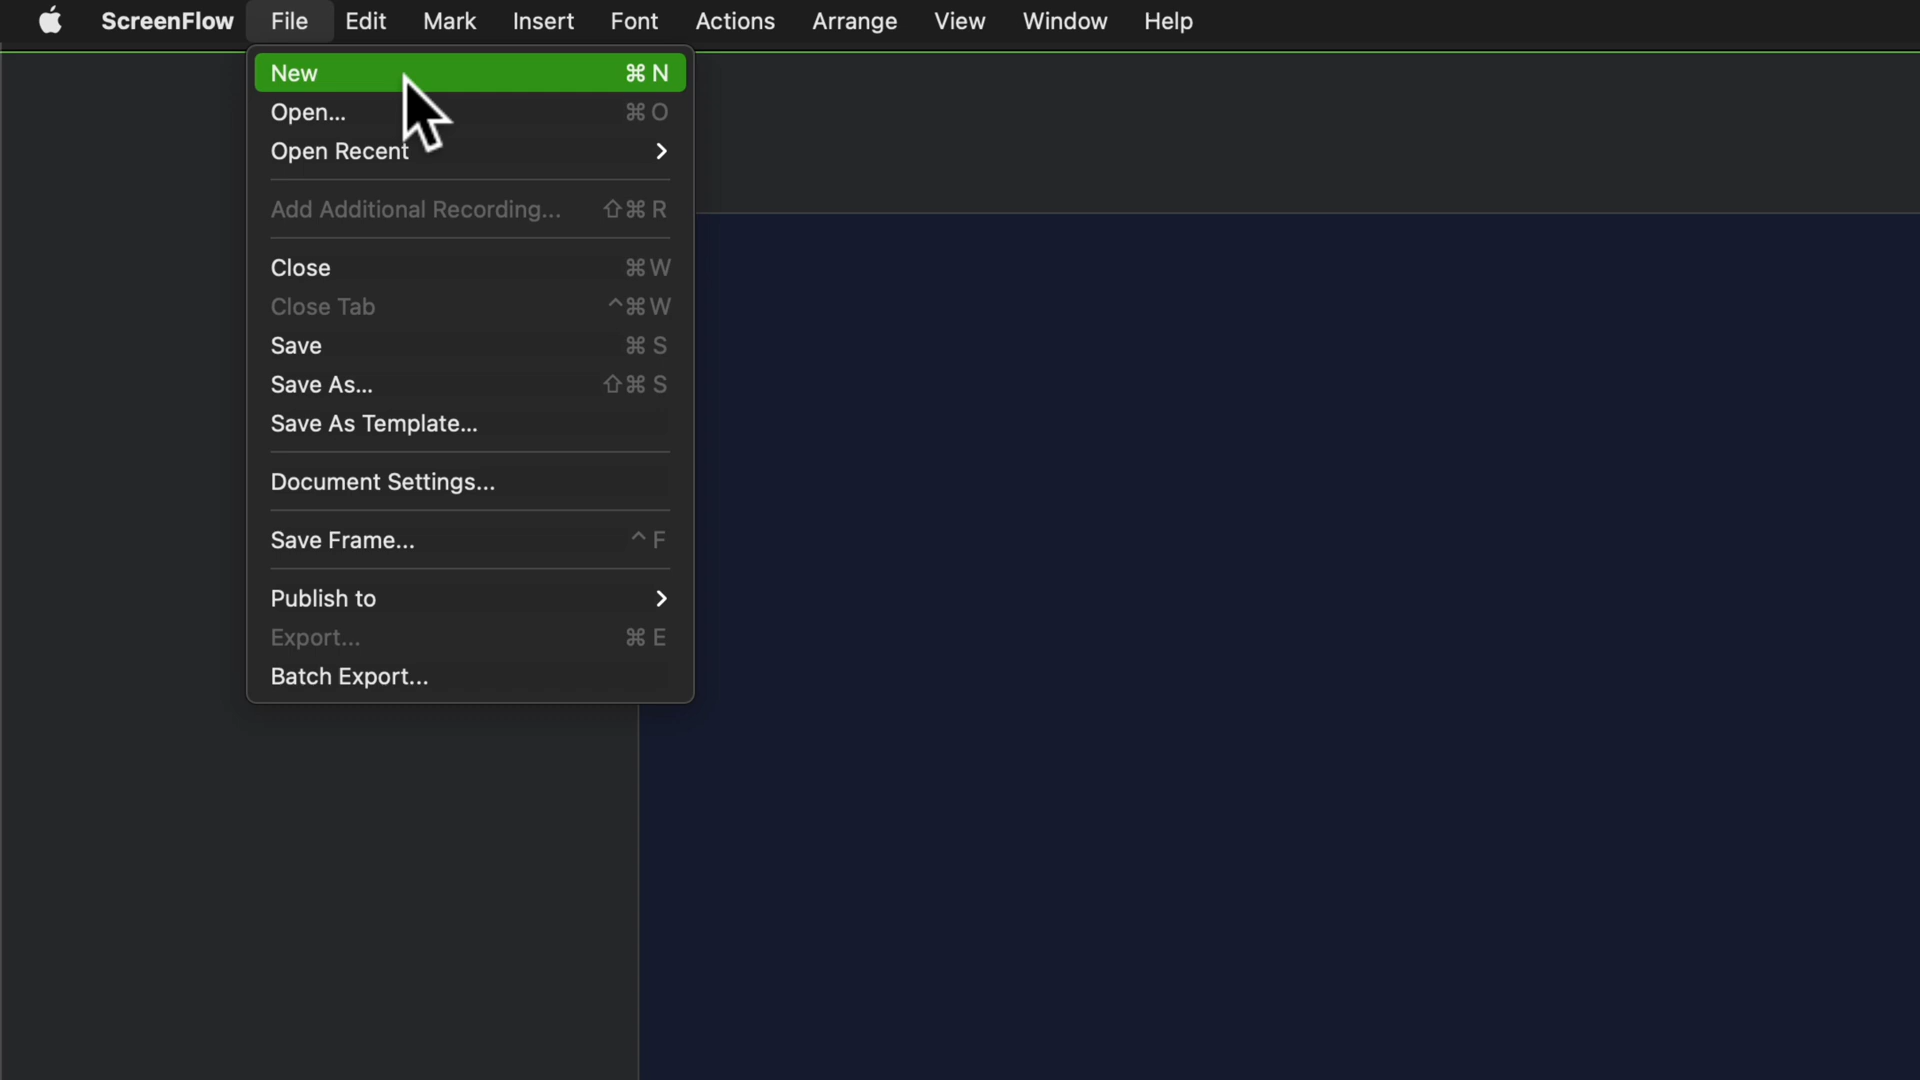 ScreenFlow File Edit Mark Insert Font Actions Arrange View Window Help
New ⌘ N
Open... ⌘ O
Open Recent
Add Additional Recording... ⇧⌘ R
Close ⌘ W
Close Tab ^⌘ W
Save ⌘ S
Save As... ⇧⌘ S
Save As Template...
Document Settings...
Save Frame... ^ F
Publish to
Export... ⌘ E
Batch Export...